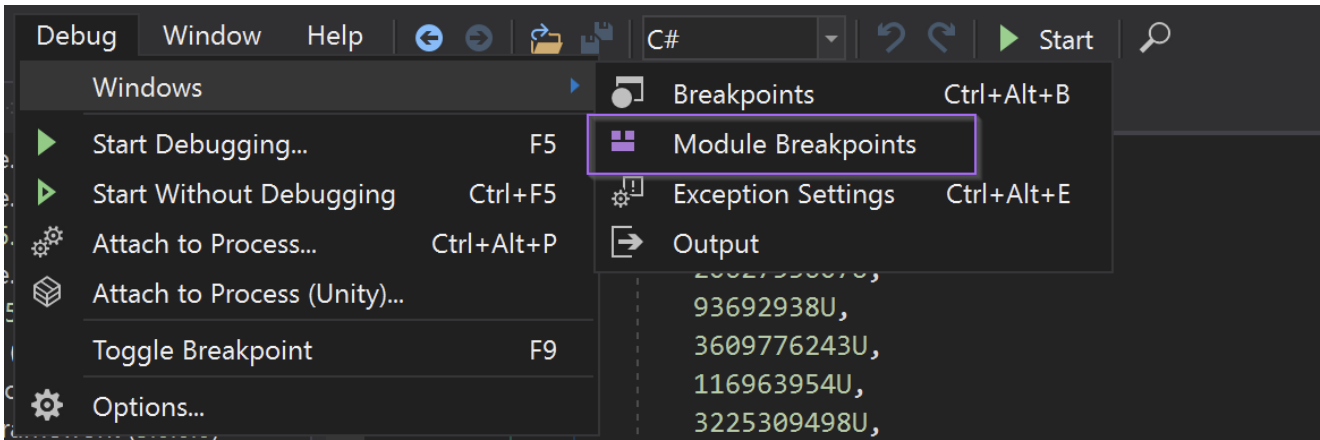 Debug Window Help C# Start
Windows
Start Debugging... F5
Start Without Debugging Ctrl+F5
Attach to Process... Ctrl+Alt+P
Attach to Process (Unity)...
Toggle Breakpoint F9
Options...
Breakpoints Ctrl+Alt+B
Module Breakpoints
Exception Settings Ctrl+Alt+E
Output
93692938U,
3609776243U,
116963954U,
3225309498U,